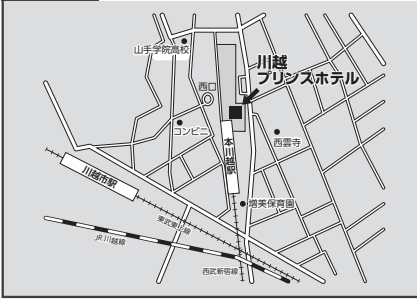 山手学院高校
川越
プリンスホテル
西口
コンビニ
本川越駅
西雲寺
川越市駅
増美保育園
東武東上線
JR川越線
西武新宿線